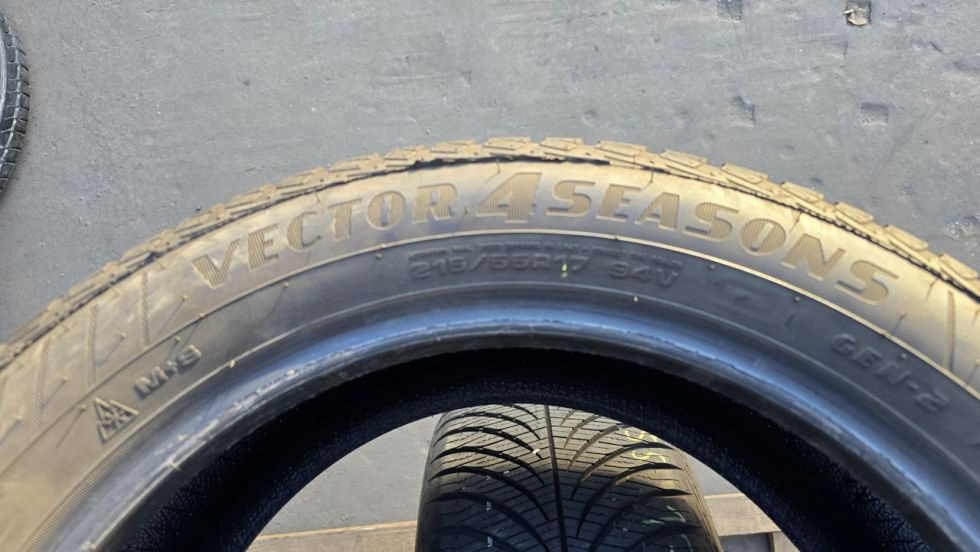 VECTOR 4SEASONS
215/55R17 94V
GEN-2
M+S